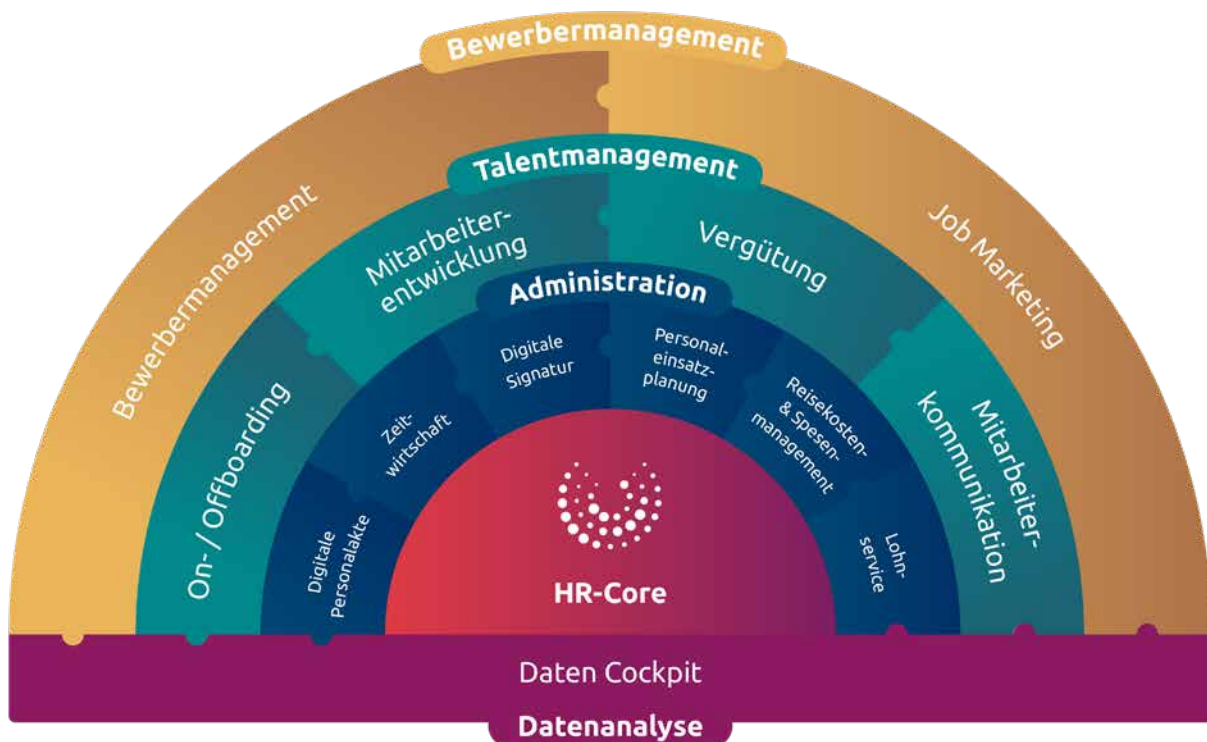 Bewerbermanagement
Bewerbermanagement
Job Marketing
Talentmanagement
On- / Offboarding
Mitarbeiter-
entwicklung
Vergütung
Mitarbeiter-
kommunikation
Administration
Digitale
Personalakte
Zeit-
wirtschaft
Digitale
Signatur
Personal-
einsatz-
planung
Reisekosten-
& Spesen-
management
Lohn-
service
HR-Core
Daten Cockpit
Datenanalyse